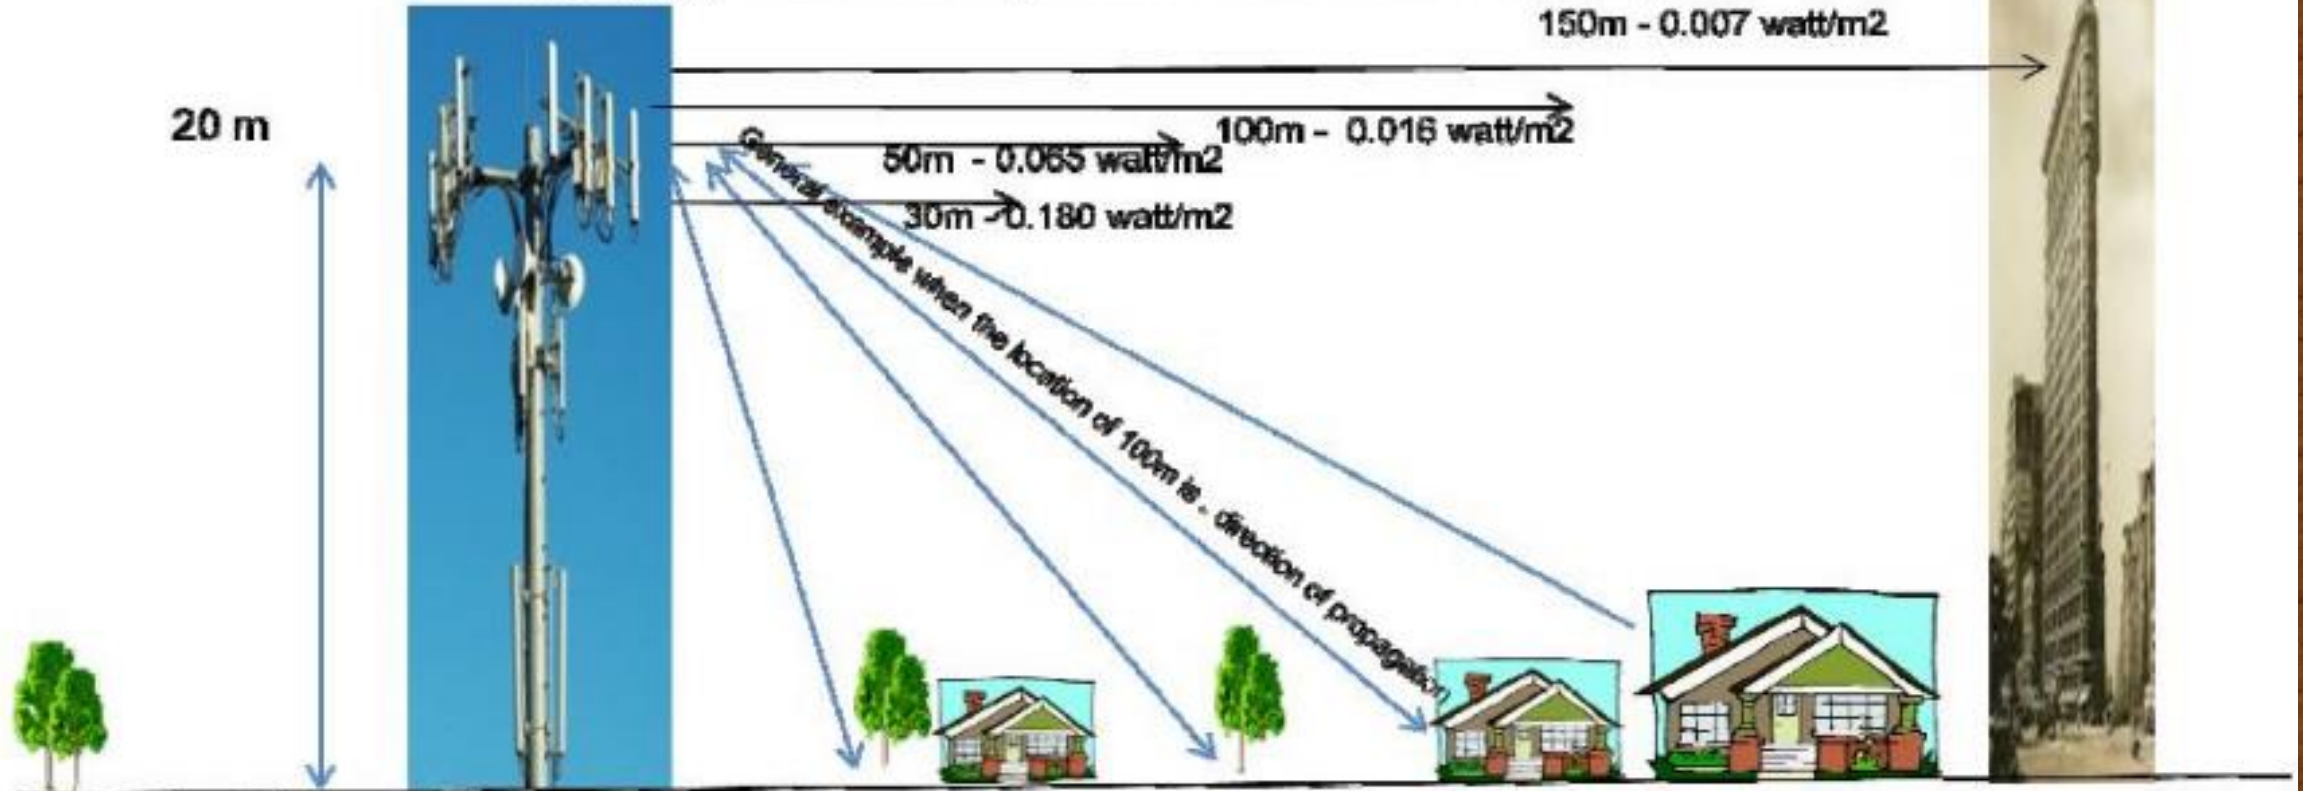 150m - 0.007 watt/m2
20 m
100m - 0.016 watt/m2
50m - 0.065 watt/m2
30m - 0.180 watt/m2
General example when the location of 100m is . direction of propagation